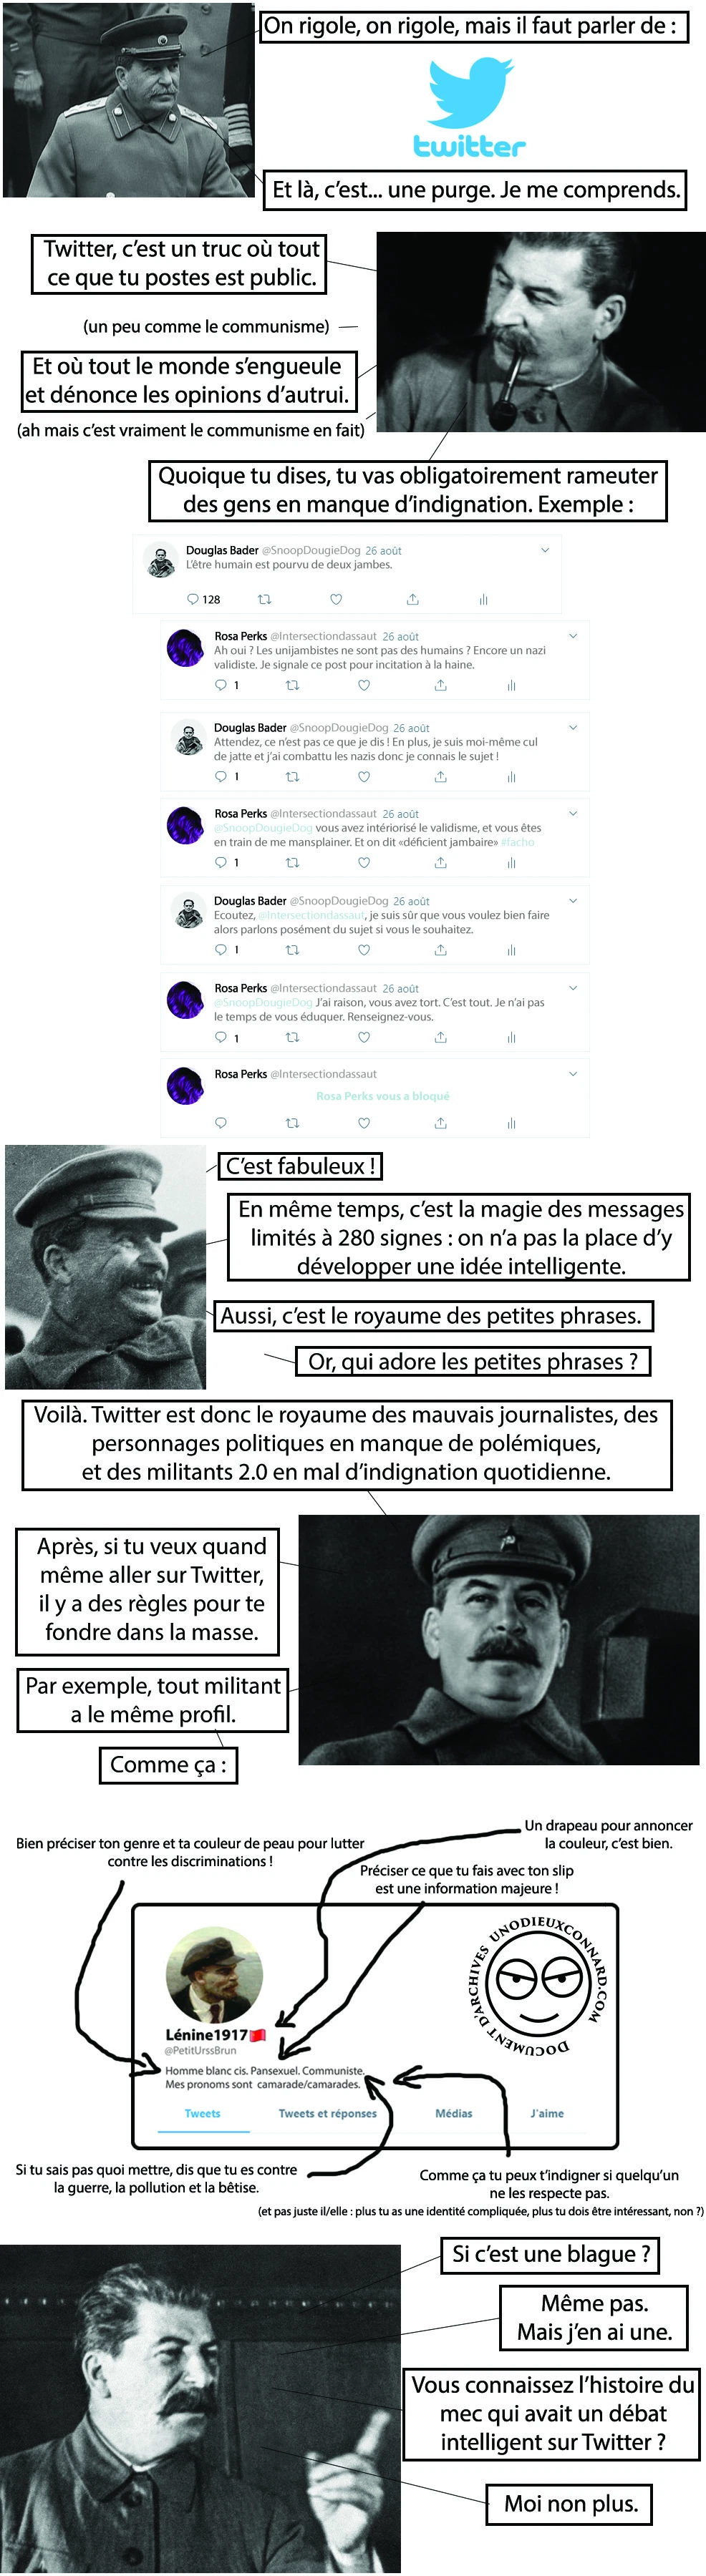 On rigole, on rigole, mais il faut parler de :
twitter
Et là, c’est... une purge. Je me comprends.
Twitter, c’est un truc où tout
ce que tu postes est public.
(un peu comme le communisme)
Et où tout le monde s’engueule
et dénonce les opinions d’autrui.
(ah mais c’est vraiment le communisme en fait)
Quoique tu dises, tu vas obligatoirement rameuter
des gens en manque d’indignation. Exemple :
Douglas Bader @SnoopDougieDog 26 août
L’être humain est pourvu de deux jambes.
128
Rosa Perks @Intersectiondassaut 26 août
Ah oui ? Les unijambistes ne sont pas des humains ? Encore un nazi
validiste. Je signale ce post pour incitation à la haine.
1
Douglas Bader @SnoopDougieDog 26 août
Attendez, ce n’est pas ce que je dis ! En plus, je suis moi-même cul
de jatte et j’ai combattu les nazis donc je connais le sujet !
1
Rosa Perks @Intersectiondassaut 26 août
@SnoopDougieDog vous avez intériorisé le validisme, et vous êtes
en train de me mansplainer. Et on dit «déficient jambaire» #facho
1
Douglas Bader @SnoopDougieDog 26 août
Ecoutez, @Intersectiondassaut, je suis sûr que vous voulez bien faire
alors parlons posément du sujet si vous le souhaitez.
1
Rosa Perks @Intersectiondassaut 26 août
@SnoopDougieDog J’ai raison, vous avez tort. C’est tout. Je n’ai pas
le temps de vous éduquer. Renseignez-vous.
1
Rosa Perks @Intersectiondassaut
Rosa Perks vous a bloqué
C’est fabuleux !
En même temps, c’est la magie des messages
limités à 280 signes : on n’a pas la place d’y
développer une idée intelligente.
Aussi, c’est le royaume des petites phrases.
Or, qui adore les petites phrases ?
Voilà. Twitter est donc le royaume des mauvais journalistes, des
personnages politiques en manque de polémiques,
et des militants 2.0 en mal d’indignation quotidienne.
Après, si tu veux quand
même aller sur Twitter,
il y a des règles pour te
fondre dans la masse.
Par exemple, tout militant
a le même profil.
Comme ça :
Un drapeau pour annoncer
la couleur, c’est bien.
Bien préciser ton genre et ta couleur de peau pour lutter
contre les discriminations !
Préciser ce que tu fais avec ton slip
est une information majeure !
DOCUMENT D’ARCHIVES UNODIEUXCONNARD.COM
Lénine1917
@PetitUrssBrun
Homme blanc cis. Pansexuel. Communiste.
Mes pronoms sont camarade/camarades.
Tweets Tweets et réponses Médias J’aime
Si tu sais pas quoi mettre, dis que tu es contre
la guerre, la pollution et la bêtise.
Comme ça tu peux t’indigner si quelqu’un
ne les respecte pas.
(et pas juste il/elle : plus tu as une identité compliquée, plus tu dois être intéressant, non ?)
Si c’est une blague ?
Même pas.
Mais j’en ai une.
Vous connaissez l’histoire du
mec qui avait un débat
intelligent sur Twitter ?
Moi non plus.